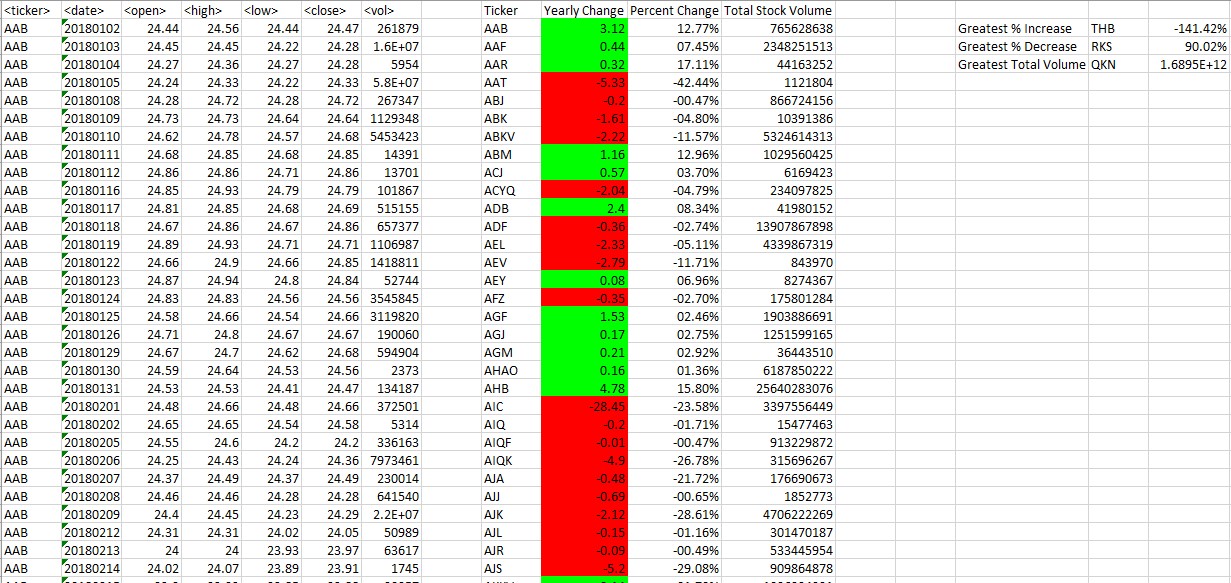 <ticker> <date> <open> <high> <low> <close> <vol> Ticker Yearly Change Percent Change Total Stock Volume
AAB 20180102 24.44 24.56 24.44 24.47 261879 AAB 3.12 12.77% 765628638 Greatest % Increase THB -141.42%
AAB 20180103 24.45 24.45 24.22 24.28 1.6E+07 AAF 0.44 07.45% 2348251513 Greatest % Decrease RKS 90.02%
AAB 20180104 24.27 24.36 24.27 24.28 5954 AAR 0.32 17.11% 44163252 Greatest Total Volume QKN 1.6895E+12
AAB 20180105 24.24 24.33 24.22 24.33 5.8E+07 AAT -5.33 -42.44% 1121804
AAB 20180108 24.28 24.72 24.28 24.72 267347 ABJ -0.2 -00.47% 866724156
AAB 20180109 24.73 24.73 24.64 24.64 1129348 ABK -1.61 -04.80% 10391386
AAB 20180110 24.62 24.78 24.57 24.68 5453423 ABKV -2.22 -11.57% 5324614313
AAB 20180111 24.68 24.85 24.68 24.85 14391 ABM 1.16 12.96% 1029560425
AAB 20180112 24.86 24.86 24.71 24.86 13701 ACJ 0.57 03.70% 6169423
AAB 20180116 24.85 24.93 24.79 24.79 101867 ACYQ -2.04 -04.79% 234097825
AAB 20180117 24.81 24.85 24.68 24.69 515155 ADB 2.4 08.34% 41980152
AAB 20180118 24.67 24.86 24.67 24.86 657377 ADF -0.36 -02.74% 13907867898
AAB 20180119 24.89 24.93 24.71 24.71 1106987 AEL -2.33 -05.11% 4339867319
AAB 20180122 24.66 24.9 24.66 24.85 1418811 AEV -2.79 -11.71% 843970
AAB 20180123 24.87 24.94 24.8 24.84 52744 AEY 0.08 06.96% 8274367
AAB 20180124 24.83 24.83 24.56 24.56 3545845 AFZ -0.35 -02.70% 175801284
AAB 20180125 24.58 24.66 24.54 24.66 3119820 AGF 1.53 02.46% 1903886691
AAB 20180126 24.71 24.8 24.67 24.67 190060 AGJ 0.17 02.75% 1251599165
AAB 20180129 24.67 24.7 24.62 24.68 594904 AGM 0.21 02.92% 36443510
AAB 20180130 24.59 24.64 24.53 24.56 2373 AHAO 0.16 01.36% 6187850222
AAB 20180131 24.53 24.53 24.41 24.47 134187 AHB 4.78 15.80% 25640283076
AAB 20180201 24.48 24.66 24.48 24.66 372501 AIC -28.45 -23.58% 3397556449
AAB 20180202 24.65 24.65 24.54 24.58 5314 AIQ -0.2 -01.71% 15477463
AAB 20180205 24.55 24.6 24.2 24.2 336163 AIQF -0.01 -00.47% 913229872
AAB 20180206 24.25 24.43 24.24 24.36 7973461 AIQK -4.9 -26.78% 315696267
AAB 20180207 24.37 24.49 24.37 24.49 230014 AJA -0.48 -21.72% 176690673
AAB 20180208 24.46 24.46 24.28 24.28 641540 AJJ -0.69 -00.65% 1852773
AAB 20180209 24.4 24.45 24.23 24.29 2.2E+07 AJK -2.12 -28.61% 4706222269
AAB 20180212 24.31 24.31 24.02 24.05 50989 AJL -0.15 -01.16% 301470187
AAB 20180213 24 24 23.93 23.97 63617 AJR -0.09 -00.49% 533445954
AAB 20180214 24.02 24.07 23.89 23.91 1745 AJS -5.2 -29.08% 909864878